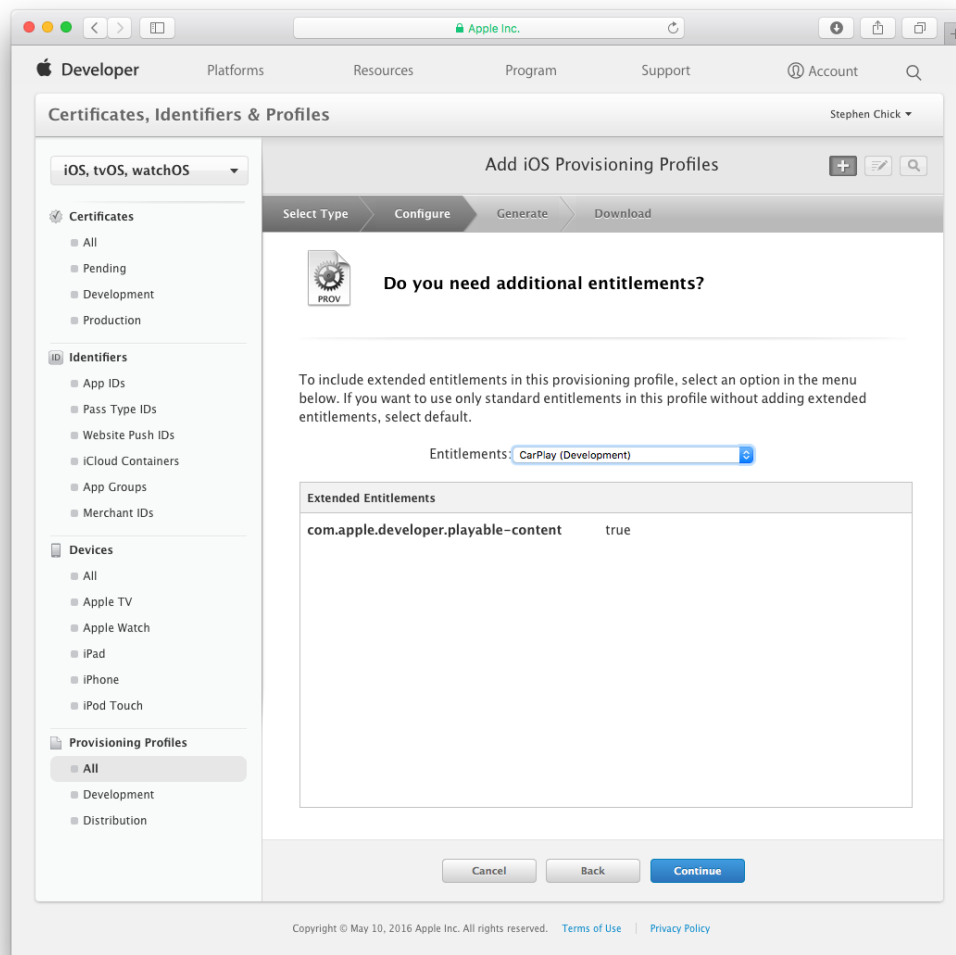 Apple Inc.
Developer
Platforms
Resources
Program
Support
Account
Certificates, Identifiers & Profiles
Stephen Chick
iOS, tvOS, watchOS
Certificates
All
Pending
Development
Production
ID Identifiers
App IDs
Pass Type IDs
Website Push IDs
iCloud Containers
App Groups
Merchant IDs
Devices
All
Apple TV
Apple Watch
iPad
iPhone
iPod Touch
Provisioning Profiles
All
Development
Distribution
Add iOS Provisioning Profiles
Select Type
Configure
Generate
Download
PROV
Do you need additional entitlements?
To include extended entitlements in this provisioning profile, select an option in the menu
below. If you want to use only standard entitlements in this profile without adding extended
entitlements, select default.
Entitlements: CarPlay (Development)
Extended Entitlements
com.apple.developer.playable-content true
Cancel
Back
Continue
Copyright © May 10, 2016 Apple Inc. All rights reserved. Terms of Use Privacy Policy